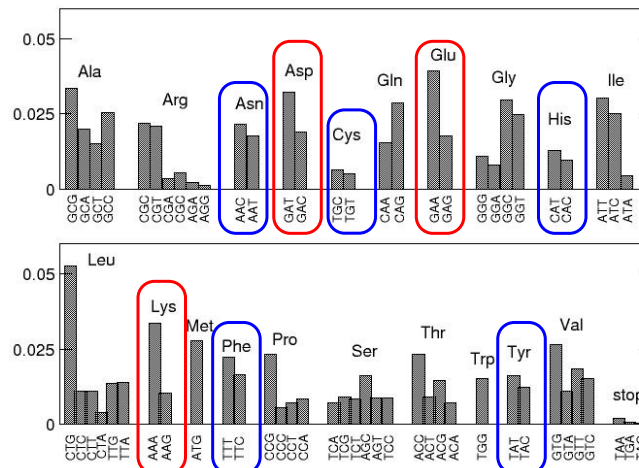 0.05
0.025
0
Ala
Arg
Asn
Asp
Cys
Gln
Glu
Gly
His
Ile
GCG
GCA
GCT
GCC
CGC
CGT
CGA
CGC
AGA
AGG
AAC
AAT
GAT
GAC
TGC
TGT
CAA
CAG
GAA
GAG
GGG
GGA
GGC
GGT
CAT
CAC
ATT
ATC
ATA
0.05
0.025
0
Leu
Lys
Met
Phe
Pro
Ser
Thr
Trp
Tyr
Val
stop
CTG
CTC
CTT
CTA
TTG
TTA
AAA
AAG
ATG
TTT
TTC
CCG
CCC
CCT
CCA
TCA
TCG
TCT
AGC
AGT
TCC
ACC
ACT
ACG
ACA
TGG
TAT
TAC
GTG
GTA
GTT
GTC
TAA
TGA